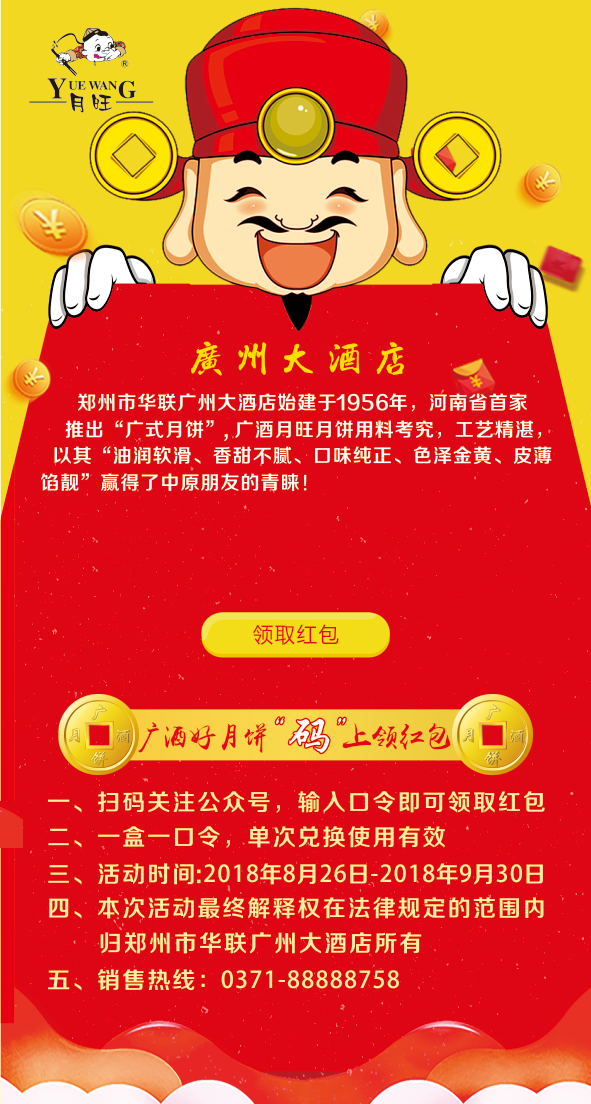 ®
YUE WANG
月旺
廣州大酒店
郑州市华联广州大酒店始建于1956年，河南省首家
推出“广式月饼”，广酒月旺月饼用料考究，工艺精湛，
以其“油润软滑、香甜不腻、口味纯正、色泽金黄、皮薄
馅靓”赢得了中原朋友的青睐！
领取红包
广酒月饼
广酒好月饼“码”上领红包
广酒月饼
一、扫码关注公众号，输入口令即可领取红包
二、一盒一口令，单次兑换使用有效
三、活动时间:2018年8月26日-2018年9月30日
四、本次活动最终解释权在法律规定的范围内
归郑州市华联广州大酒店所有
五、销售热线：0371-88888758